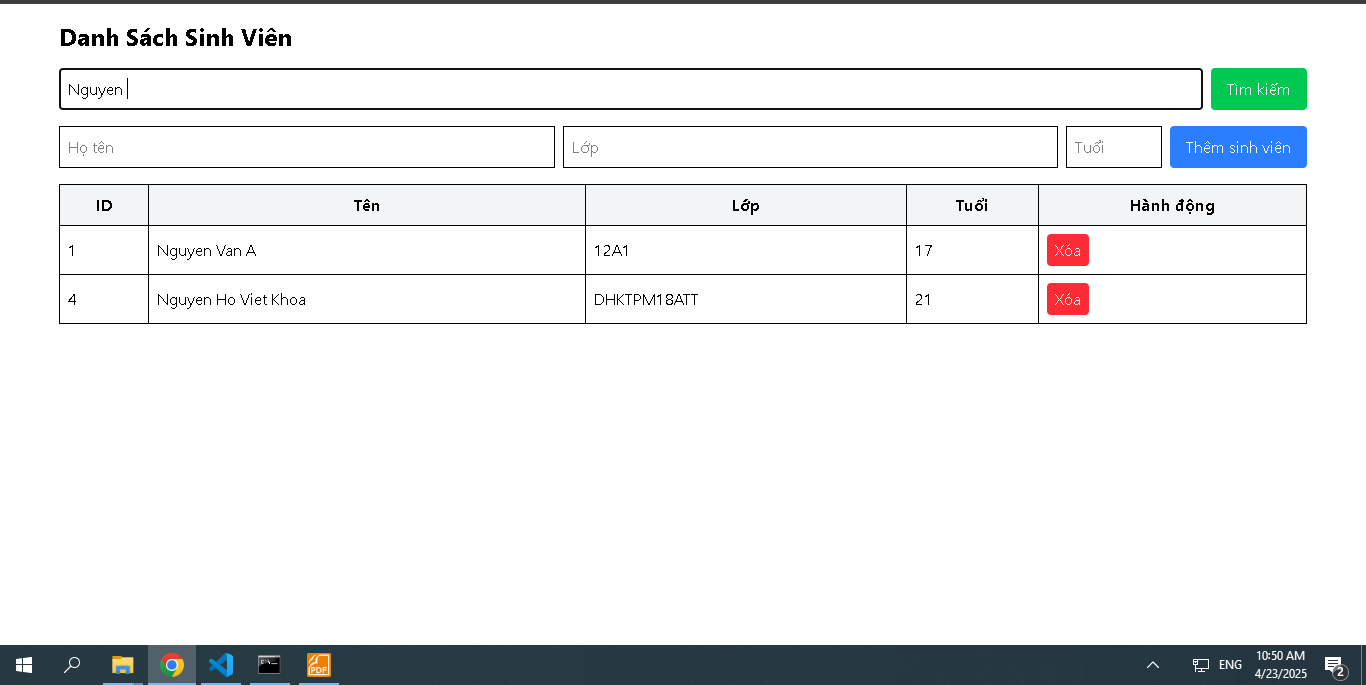 Danh Sách Sinh Viên
Nguyen
Tìm kiếm
Họ tên
Lớp
Tuổi
Thêm sinh viên
ID Tên Lớp Tuổi Hành động
1 Nguyen Van A 12A1 17 Xóa
4 Nguyen Ho Viet Khoa DHKTPM18ATT 21 Xóa
PDF
ENG
10:50 AM
4/23/2025
2